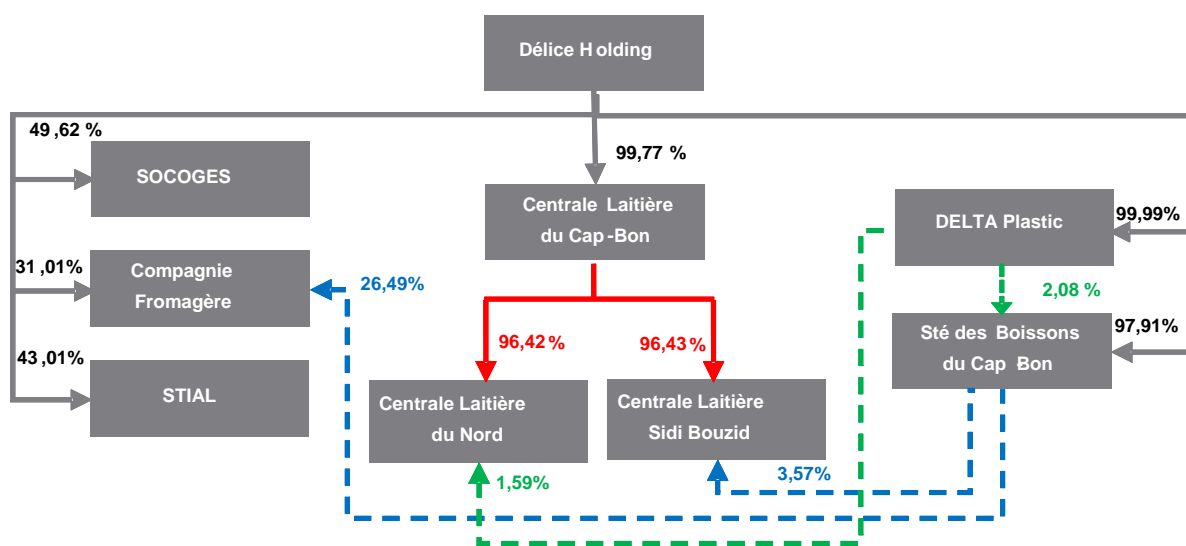 Délice Holding
49,62 %
SOCOGES
99,77 %
Centrale Laitière
du Cap-Bon
DELTA Plastic
99,99%
31,01%
Compagnie
Fromagère
26,49%
2,08 %
Sté des Boissons
du Cap Bon
97,91%
96,42 %
96,43 %
43,01%
STIAL
Centrale Laitière
du Nord
Centrale Laitière
Sidi Bouzid
1,59%
3,57%